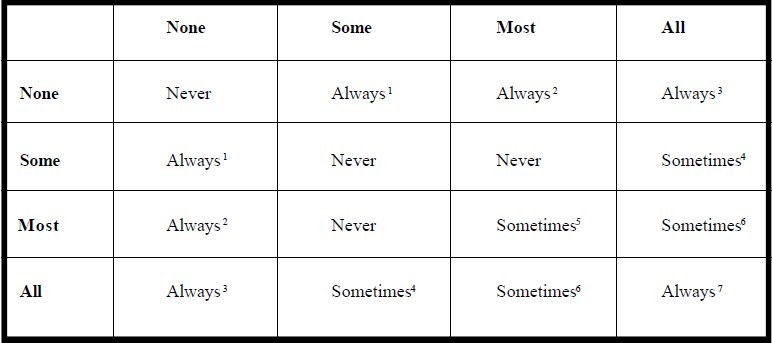 None Some Most All
None Never Always¹ Always² Always³
Some Always¹ Never Never Sometimes⁴
Most Always² Never Sometimes⁵ Sometimes⁶
All Always³ Sometimes⁴ Sometimes⁶ Always⁷